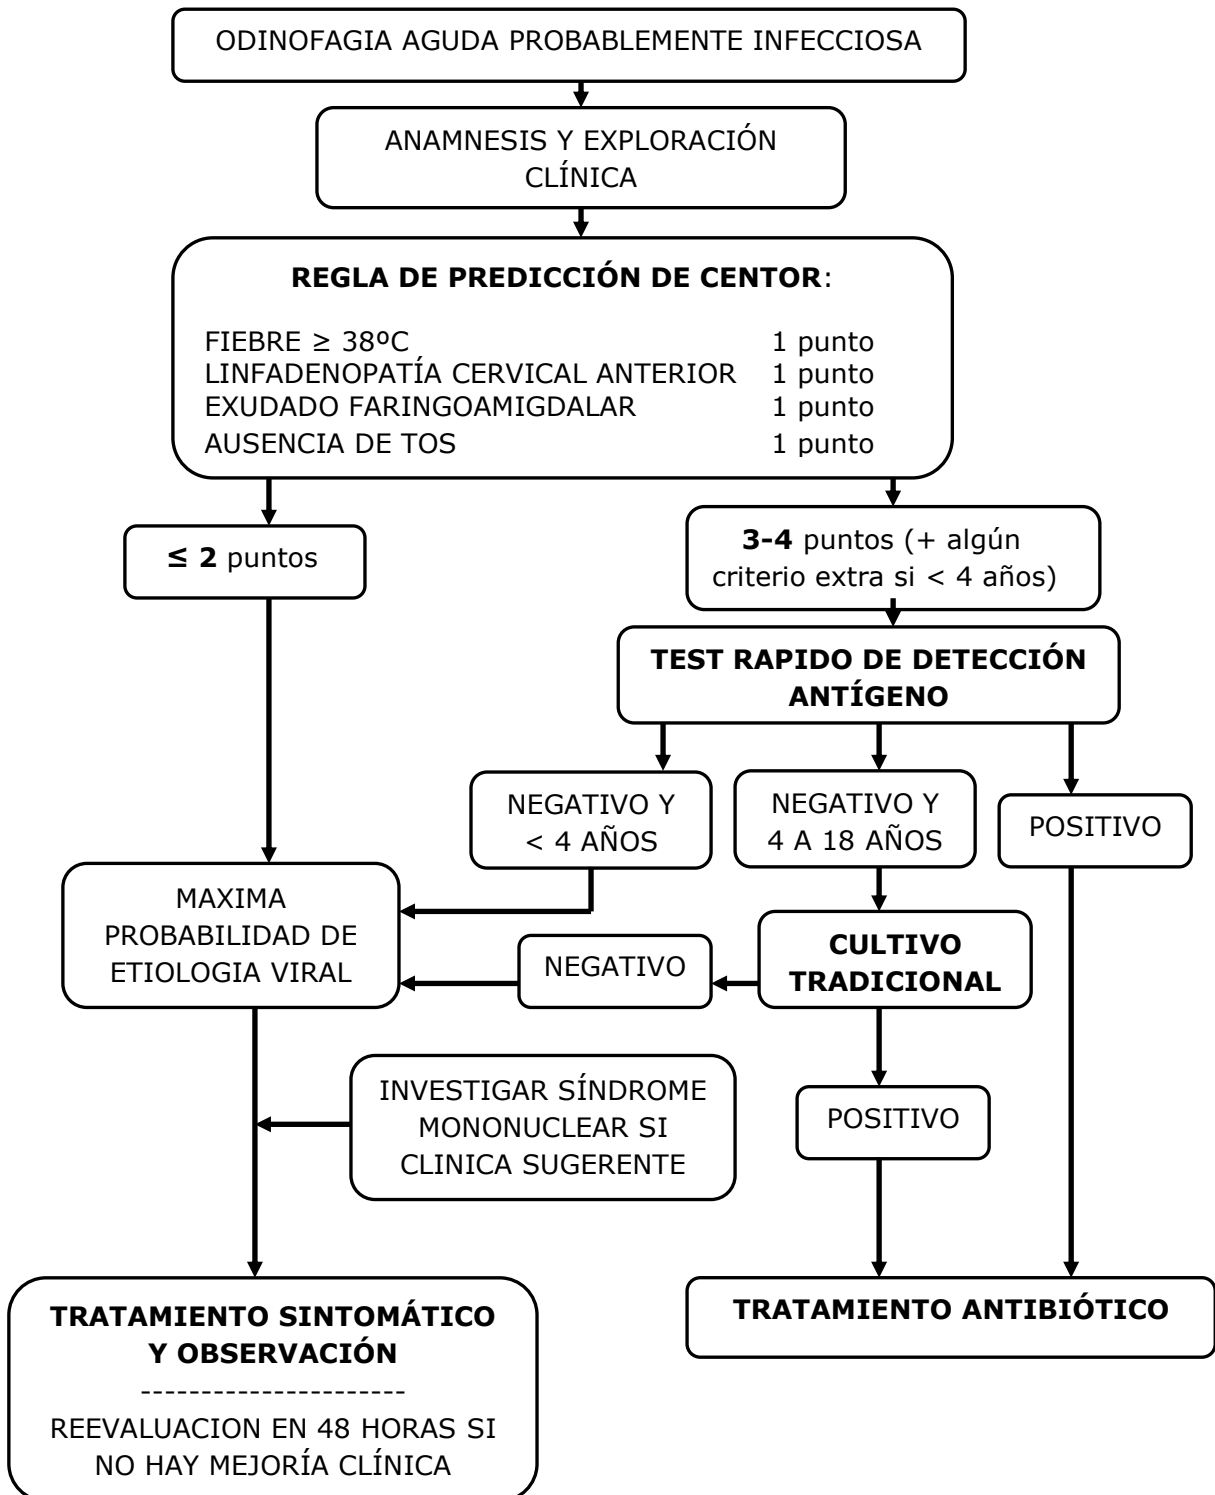 ODINOFAGIA AGUDA PROBABLEMENTE INFECCIOSA
ANAMNESIS Y EXPLORACIÓN
CLÍNICA
REGLA DE PREDICCIÓN DE CENTOR:
FIEBRE ≥ 38ºC 1 punto
LINFADENOPATÍA CERVICAL ANTERIOR 1 punto
EXUDADO FARINGOAMIGDALAR 1 punto
AUSENCIA DE TOS 1 punto
≤ 2 puntos
3-4 puntos (+ algún
criterio extra si < 4 años)
TEST RAPIDO DE DETECCIÓN
ANTÍGENO
NEGATIVO Y
< 4 AÑOS
NEGATIVO Y
4 A 18 AÑOS
POSITIVO
MAXIMA
PROBABILIDAD DE
ETIOLOGIA VIRAL
NEGATIVO
CULTIVO
TRADICIONAL
INVESTIGAR SÍNDROME
MONONUCLEAR SI
CLINICA SUGERENTE
POSITIVO
TRATAMIENTO SINTOMÁTICO
Y OBSERVACIÓN
----------------------
REEVALUACION EN 48 HORAS SI
NO HAY MEJORÍA CLÍNICA
TRATAMIENTO ANTIBIÓTICO